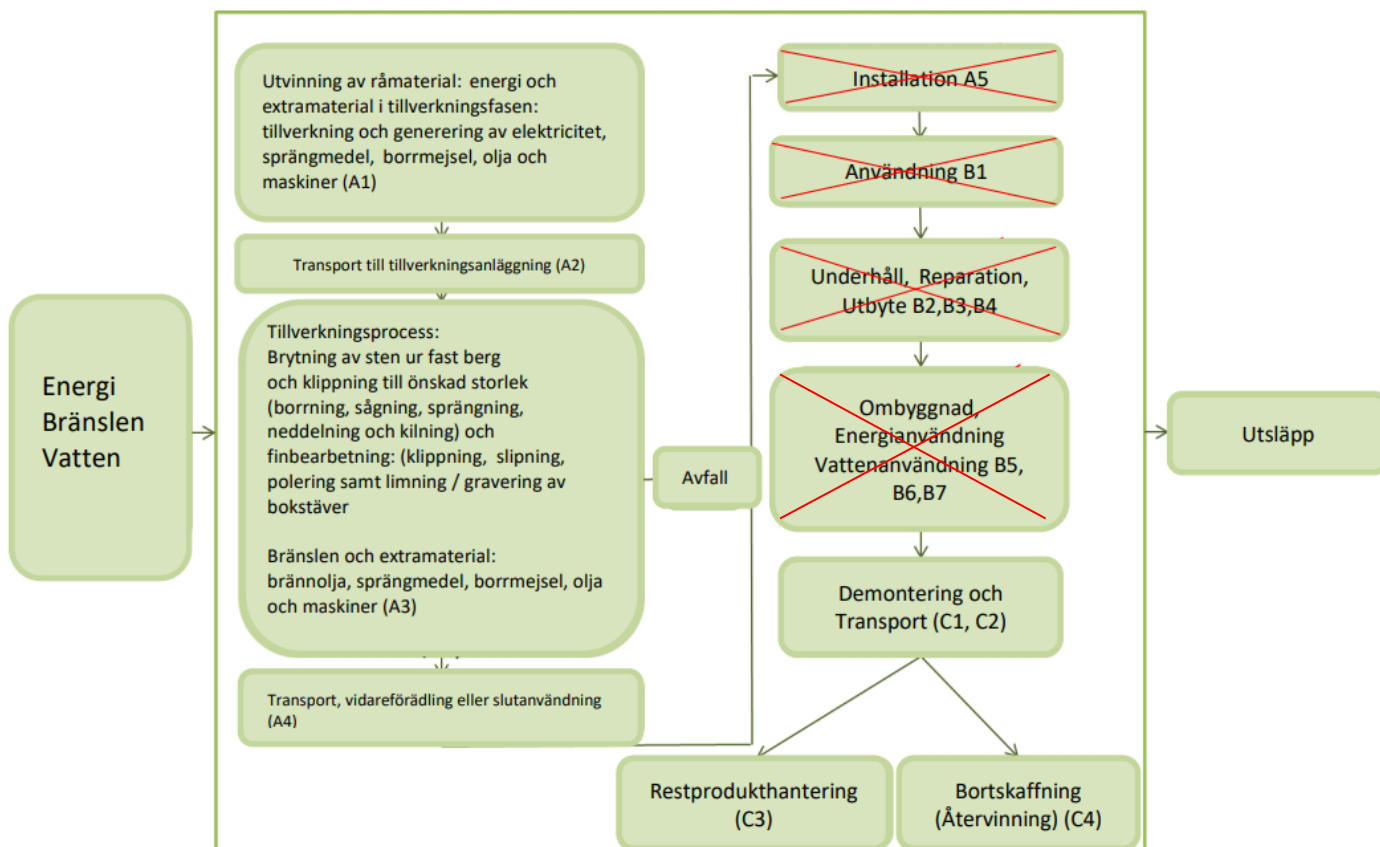 Energi
Bränslen
Vatten
Utvinning av råmaterial: energi och
extramaterial i tillverkningsfasen:
tillverkning och generering av elektricitet,
sprängmedel, borrmejsel, olja och
maskiner (A1)
Transport till tillverkningsanläggning (A2)
Tillverkningsprocess:
Brytning av sten ur fast berg
och klippning till önskad storlek
(borrning, sågning, sprängning,
neddelning och kilning) och
finbearbetning: (klippning, slipning,
polering samt limning / gravering av
bokstäver
Bränslen och extramaterial:
brännolja, sprängmedel, borrmejsel, olja
och maskiner (A3)
Transport, vidareförädling eller slutanvändning
(A4)
Avfall
Installation A5
Användning B1
Underhåll, Reparation,
Utbyte B2,B3,B4
Ombyggnad,
Energianvändning
Vattenanvändning B5,
B6,B7
Demontering och
Transport (C1, C2)
Restprodukthantering
(C3)
Bortskaffning
(Återvinning) (C4)
Utsläpp